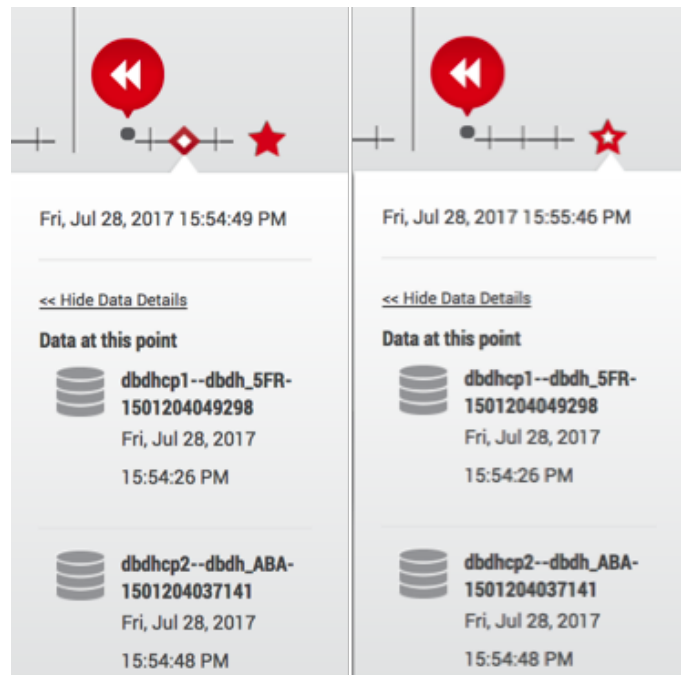 Fri, Jul 28, 2017 15:54:49 PM
<< Hide Data Details
Data at this point
dbdhcp1--dbdh_5FR-
1501204049298
Fri, Jul 28, 2017
15:54:26 PM
dbdhcp2--dbdh_ABA-
1501204037141
Fri, Jul 28, 2017
15:54:48 PM
Fri, Jul 28, 2017 15:55:46 PM
<< Hide Data Details
Data at this point
dbdhcp1--dbdh_5FR-
1501204049298
Fri, Jul 28, 2017
15:54:26 PM
dbdhcp2--dbdh_ABA-
1501204037141
Fri, Jul 28, 2017
15:54:48 PM